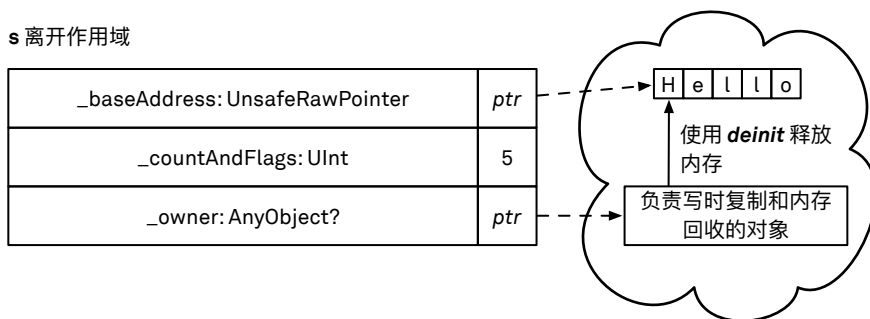 s 离开作用域
_baseAddress: UnsafeRawPointer ptr
H e l l o
使用 deinit 释放
内存
_countAndFlags: UInt 5
_owner: AnyObject? ptr
负责写时复制和内存
回收的对象